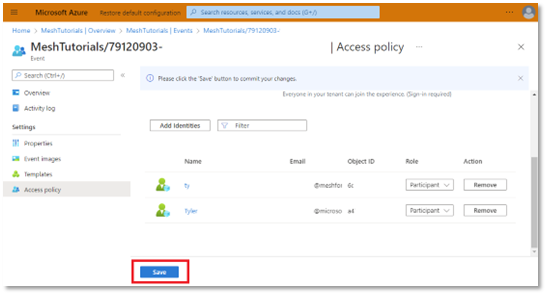 Microsoft Azure Restore default configuration Search resources, services, and docs (G+/)
Home > MeshTutorials | Overview > MeshTutorials | Events > MeshTutorials/79120903-
MeshTutorials/79120903- | Access policy ...
Event
Search (Ctrl+/)
Overview
Activity log
Settings
Properties
Event images
Templates
Access policy
Please click the 'Save' button to commit your changes.
Everyone in your tenant can join the experience. (Sign-in required)
Add Identities Filter
Name Email Object ID Role Action
To @meshfo 6c Participant Remove
Tyler @microso a4 Participant Remove
Save